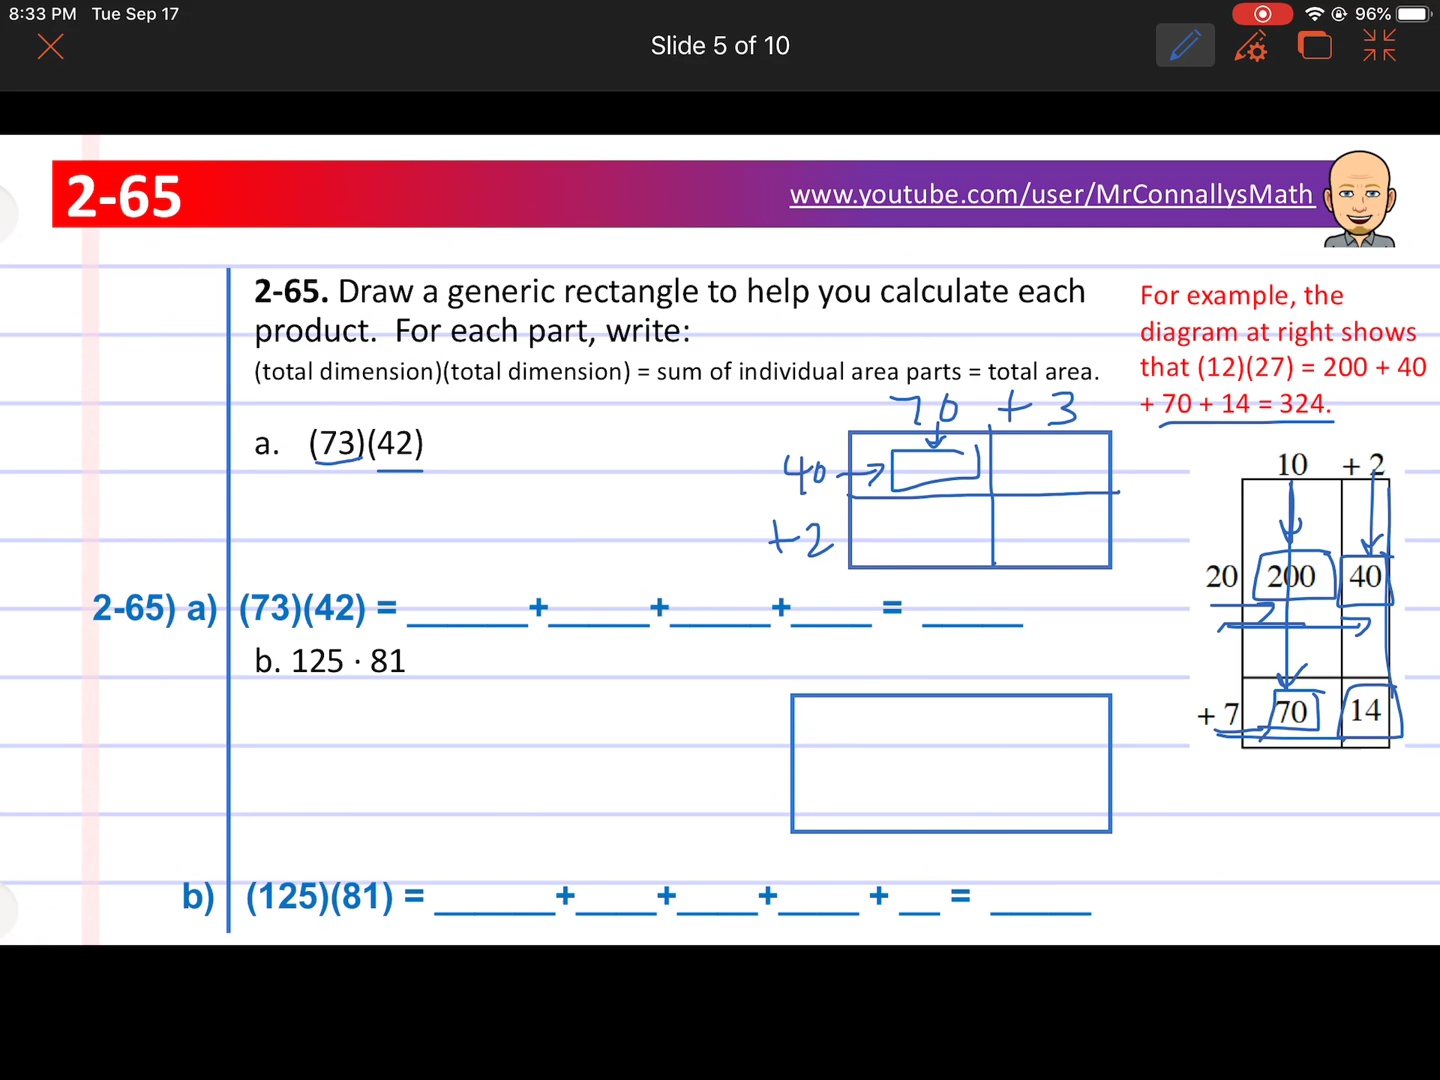 8:33 PM Tue Sep 17
96%
Slide 5 of 10
2-65
www.youtube.com/user/MrConnallysMath
2-65. Draw a generic rectangle to help you calculate each
product. For each part, write:
(total dimension)(total dimension) = sum of individual area parts = total area.
For example, the
diagram at right shows
that (12)(27) = 200 + 40
+ 70 + 14 = 324.
70 + 3
a. (73)(42)
40
+2
10 + 2
20 200 40
+ 7 70 14
2-65) a) (73)(42) = ______+_____+_____+____ = _____
b. 125 · 81
b) (125)(81) = ______+____+____+____ + __ = _____